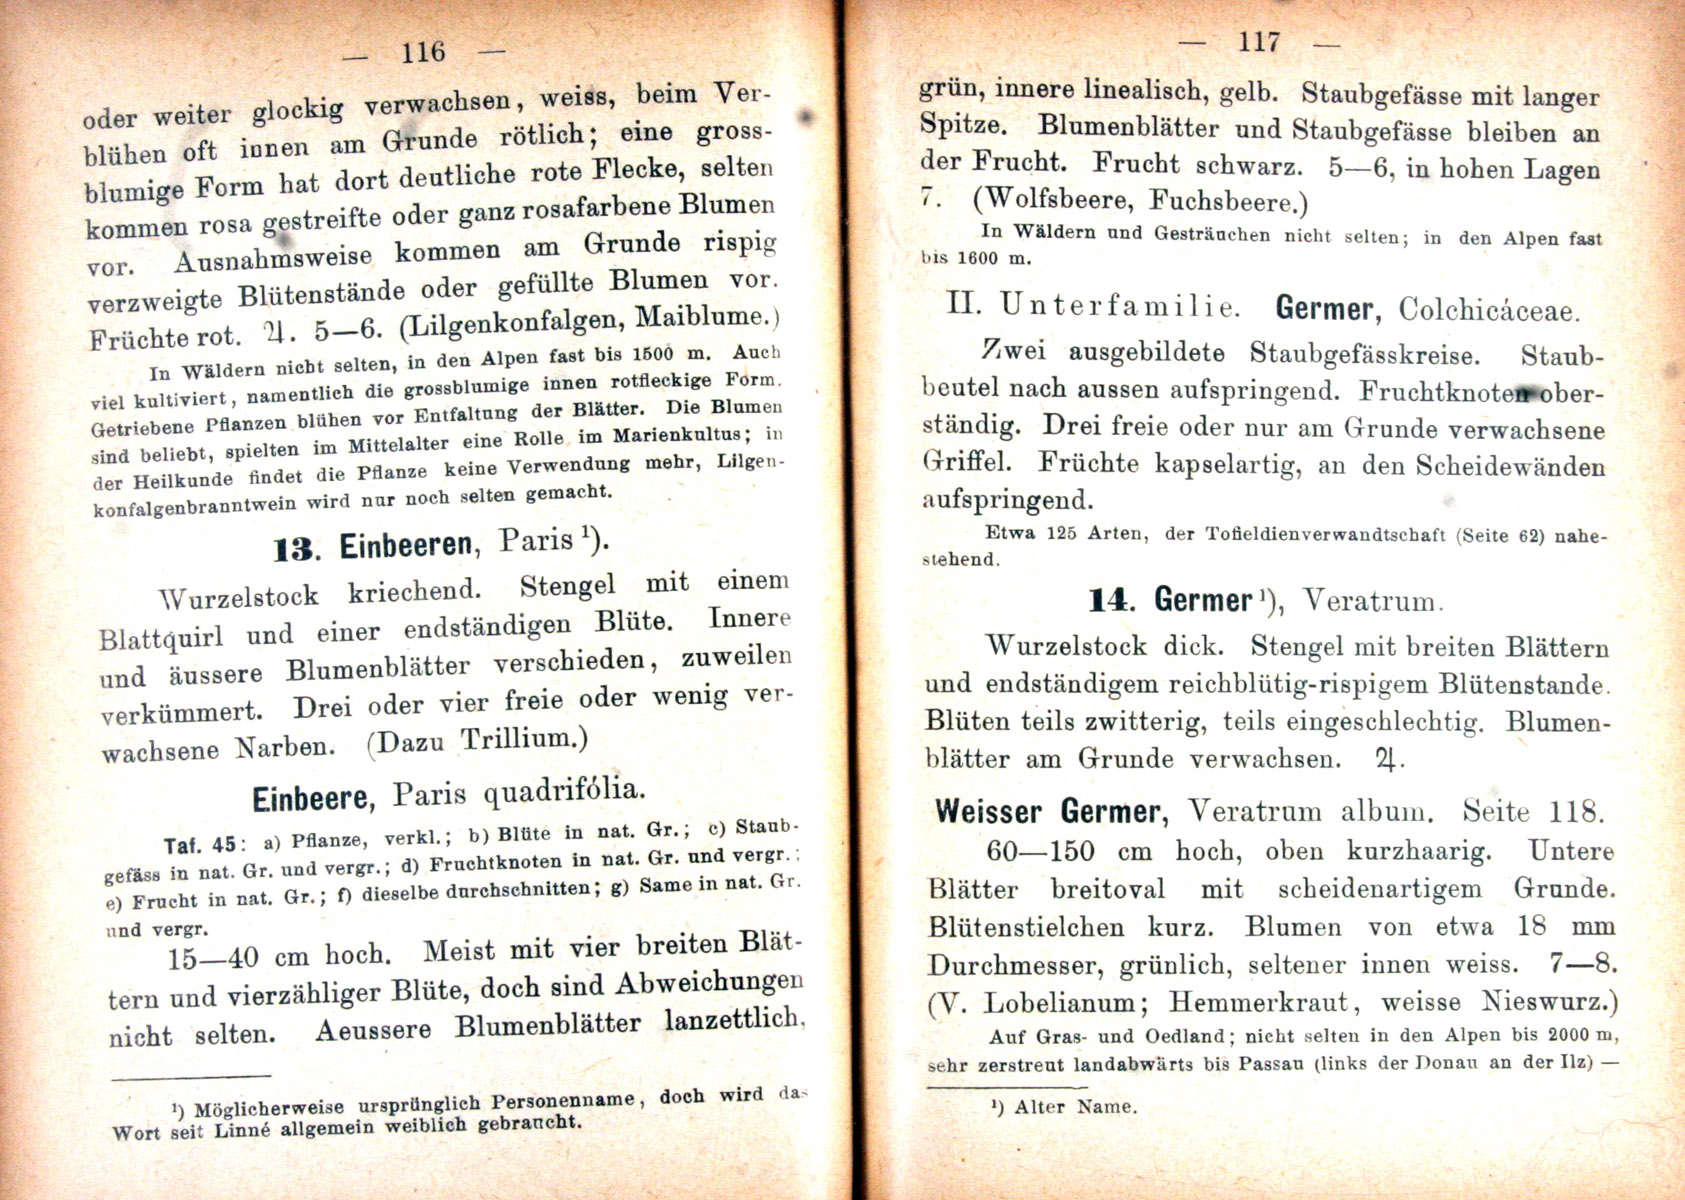 — 116 —
oder weiter glockig verwachsen, weiss, beim Ver-
blühen oft innen am Grunde rötlich; eine gross-
blumige Form hat dort deutliche rote Flecke, selten
kommen rosa gestreifte oder ganz rosafarbene Blumen
vor. Ausnahmsweise kommen am Grunde rispig
verzweigte Blütenstände oder gefüllte Blumen vor.
Früchte rot. ♃. 5—6. (Lilgenkonfalgen, Maiblume.)
In Wäldern nicht selten, in den Alpen fast bis 1500 m. Auch
viel kultiviert, namentlich die grossblumige innen rotfleckige Form.
Getriebene Pflanzen blühen vor Entfaltung der Blätter. Die Blumen
sind beliebt, spielten im Mittelalter eine Rolle im Marienkultus; in
der Heilkunde findet die Pflanze keine Verwendung mehr, Lilgen-
konfalgenbranntwein wird nur noch selten gemacht.
13. Einbeeren, Paris ¹).
Wurzelstock kriechend. Stengel mit einem
Blattquirl und einer endständigen Blüte. Innere
und äussere Blumenblätter verschieden, zuweilen
verkümmert. Drei oder vier freie oder wenig ver-
wachsene Narben. (Dazu Trillium.)
Einbeere, Paris quadrifólia.
Taf. 45: a) Pflanze, verkl.; b) Blüte in nat. Gr.; c) Staub-
gefäss in nat. Gr. und vergr.; d) Fruchtknoten in nat. Gr. und vergr.;
e) Frucht in nat. Gr.; f) dieselbe durchschnitten; g) Same in nat. Gr.
und vergr.
15—40 cm hoch. Meist mit vier breiten Blät-
tern und vierzähliger Blüte, doch sind Abweichungen
nicht selten. Aeussere Blumenblätter lanzettlich,
¹) Möglicherweise ursprünglich Personenname, doch wird das
Wort seit Linné allgemein weiblich gebraucht.
— 117 —
grün, innere linealisch, gelb. Staubgefässe mit langer
Spitze. Blumenblätter und Staubgefässe bleiben an
der Frucht. Frucht schwarz. 5—6, in hohen Lagen
7. (Wolfsbeere, Fuchsbeere.)
In Wäldern und Gesträuchen nicht selten; in den Alpen fast
bis 1600 m.
II. Unterfamilie. Germer, Colchicáceae.
Zwei ausgebildete Staubgefässkreise. Staub-
beutel nach aussen aufspringend. Fruchtknoten ober-
ständig. Drei freie oder nur am Grunde verwachsene
Griffel. Früchte kapselartig, an den Scheidewänden
aufspringend.
Etwa 125 Arten, der Tofieldienverwandtschaft (Seite 62) nahe-
stehend.
14. Germer ¹), Veratrum.
Wurzelstock dick. Stengel mit breiten Blättern
und endständigem reichblütig-rispigem Blütenstande.
Blüten teils zwitterig, teils eingeschlechtig. Blumen-
blätter am Grunde verwachsen. ♃.
Weisser Germer, Veratrum album. Seite 118.
60—150 cm hoch, oben kurzhaarig. Untere
Blätter breitoval mit scheidenartigem Grunde.
Blütenstielchen kurz. Blumen von etwa 18 mm
Durchmesser, grünlich, seltener innen weiss. 7—8.
(V. Lobelianum; Hemmerkraut, weisse Nieswurz.)
Auf Gras- und Oedland; nicht selten in den Alpen bis 2000 m,
sehr zerstreut landabwärts bis Passau (links der Donau an der Ilz) —
¹) Alter Name.